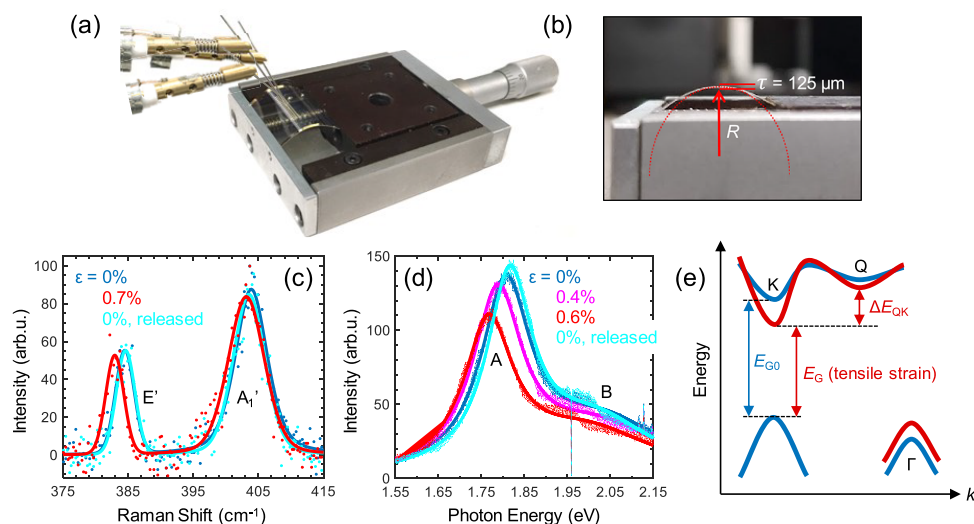 (a)
(b)
τ = 125 μm
R
(c)
ε = 0%
0.7%
0%, released
E’
A₁’
Intensity (arb.u.)
100
80
60
40
20
0
375
385
395
405
415
Raman Shift (cm⁻¹)
(d)
ε = 0%
0.4%
0.6%
0%, released
A
B
Intensity (arb.u.)
150
100
50
0
1.55
1.65
1.75
1.85
1.95
2.05
2.15
Photon Energy (eV)
(e)
K
Q
ΔE_QK
E_G0
E_G (tensile strain)
Γ
Energy
k